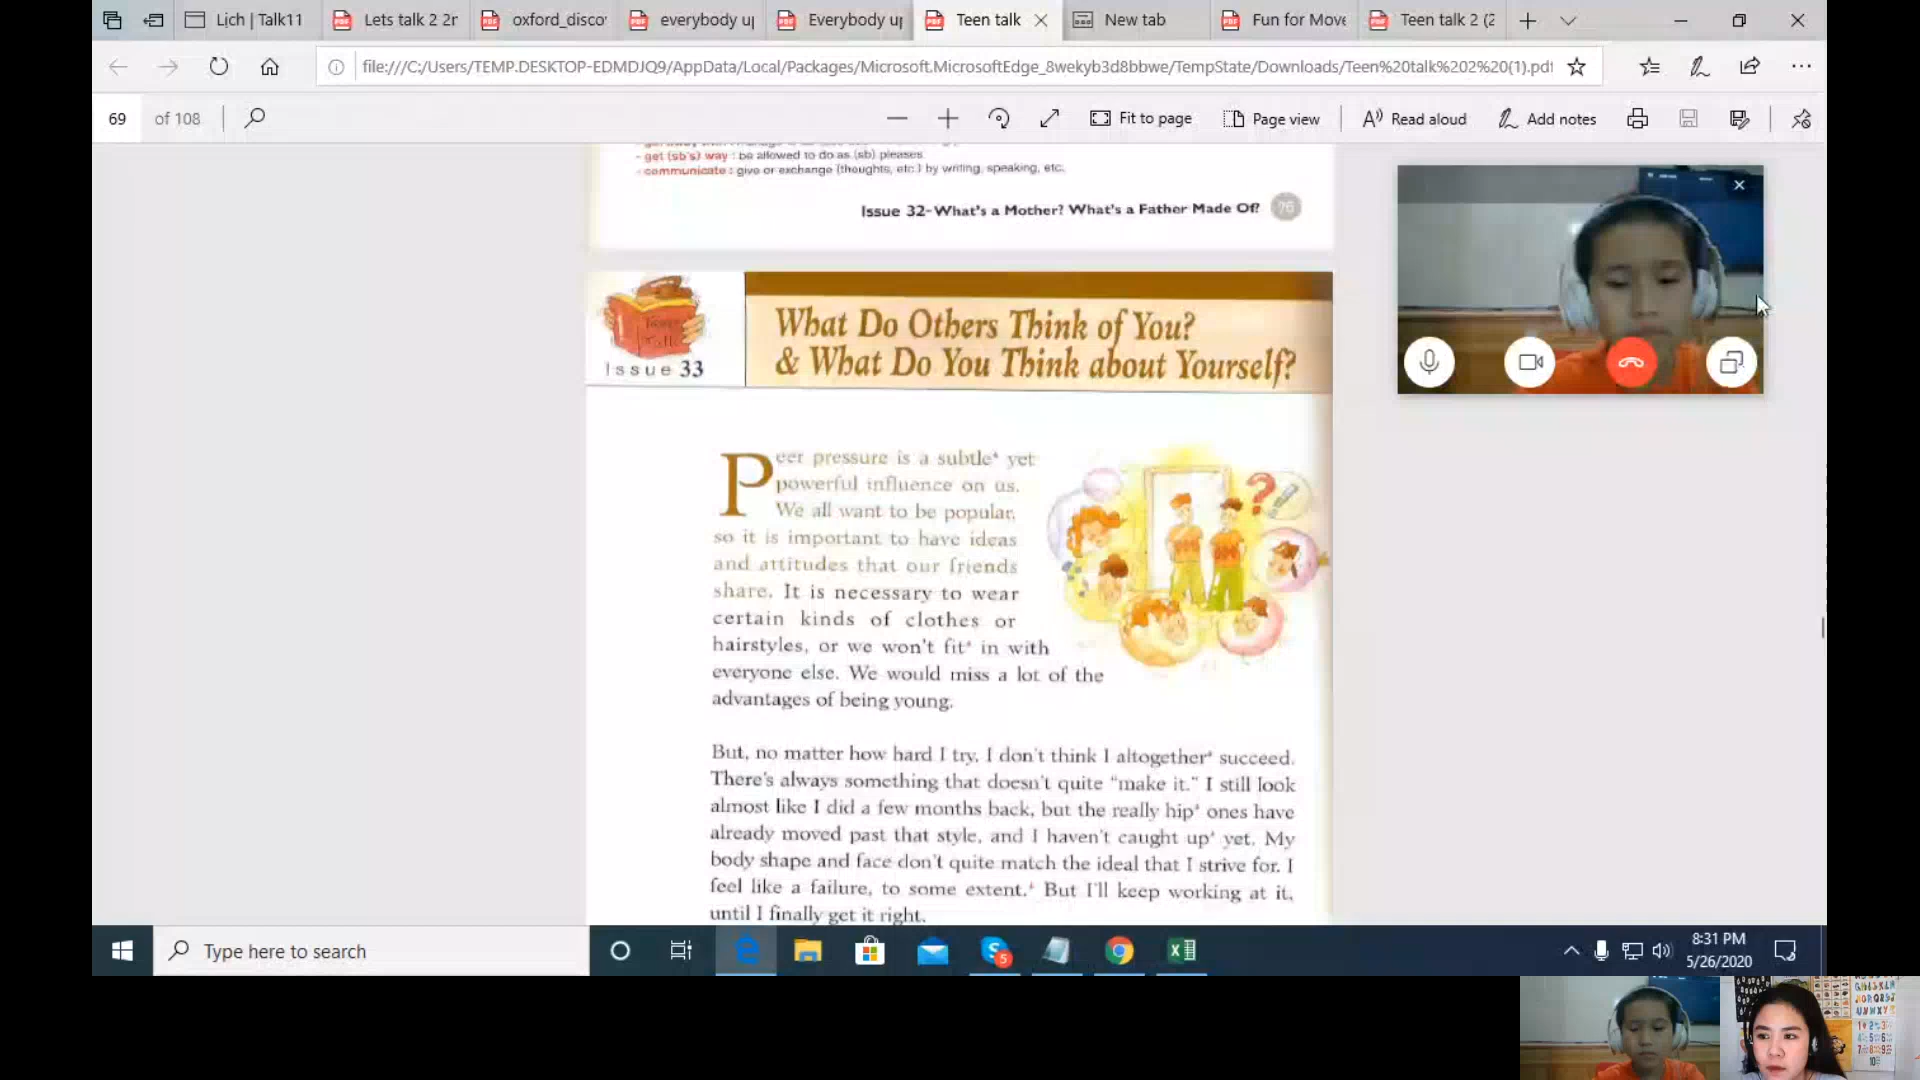 Lịch | Talk11
Lets talk 2 2r
oxford_disco
everybody up
Everybody up
Teen talk
New tab
Fun for Move
Teen talk 2 (2
file:///C:/Users/TEMP.DESKTOP-EDMDJQ9/AppData/Local/Packages/Microsoft.MicrosoftEdge_8wekyb3d8bbwe/TempState/Downloads/Teen%20talk%202%20(1).pdf
69 of 108
Fit to page
Page view
Read aloud
Add notes
- get (sb's) way : be allowed to do as (sb) pleases.
- communicate : give or exchange (thoughts, etc.) by writing, speaking, etc.
Issue 32-What's a Mother? What's a Father Made Of? 76
Issue 33
What Do Others Think of You?
& What Do You Think about Yourself?
Peer pressure is a subtle* yet
powerful influence on us.
We all want to be popular,
so it is important to have ideas
and attitudes that our friends
share. It is necessary to wear
certain kinds of clothes or
hairstyles, or we won't fit* in with
everyone else. We would miss a lot of the
advantages of being young.
But, no matter how hard I try, I don't think I altogether* succeed.
There's always something that doesn't quite "make it." I still look
almost like I did a few months back, but the really hip* ones have
already moved past that style, and I haven't caught up* yet. My
body shape and face don't quite match the ideal that I strive for. I
feel like a failure, to some extent.* But I'll keep working at it,
until I finally get it right.
Type here to search
5
8:31 PM
5/26/2020